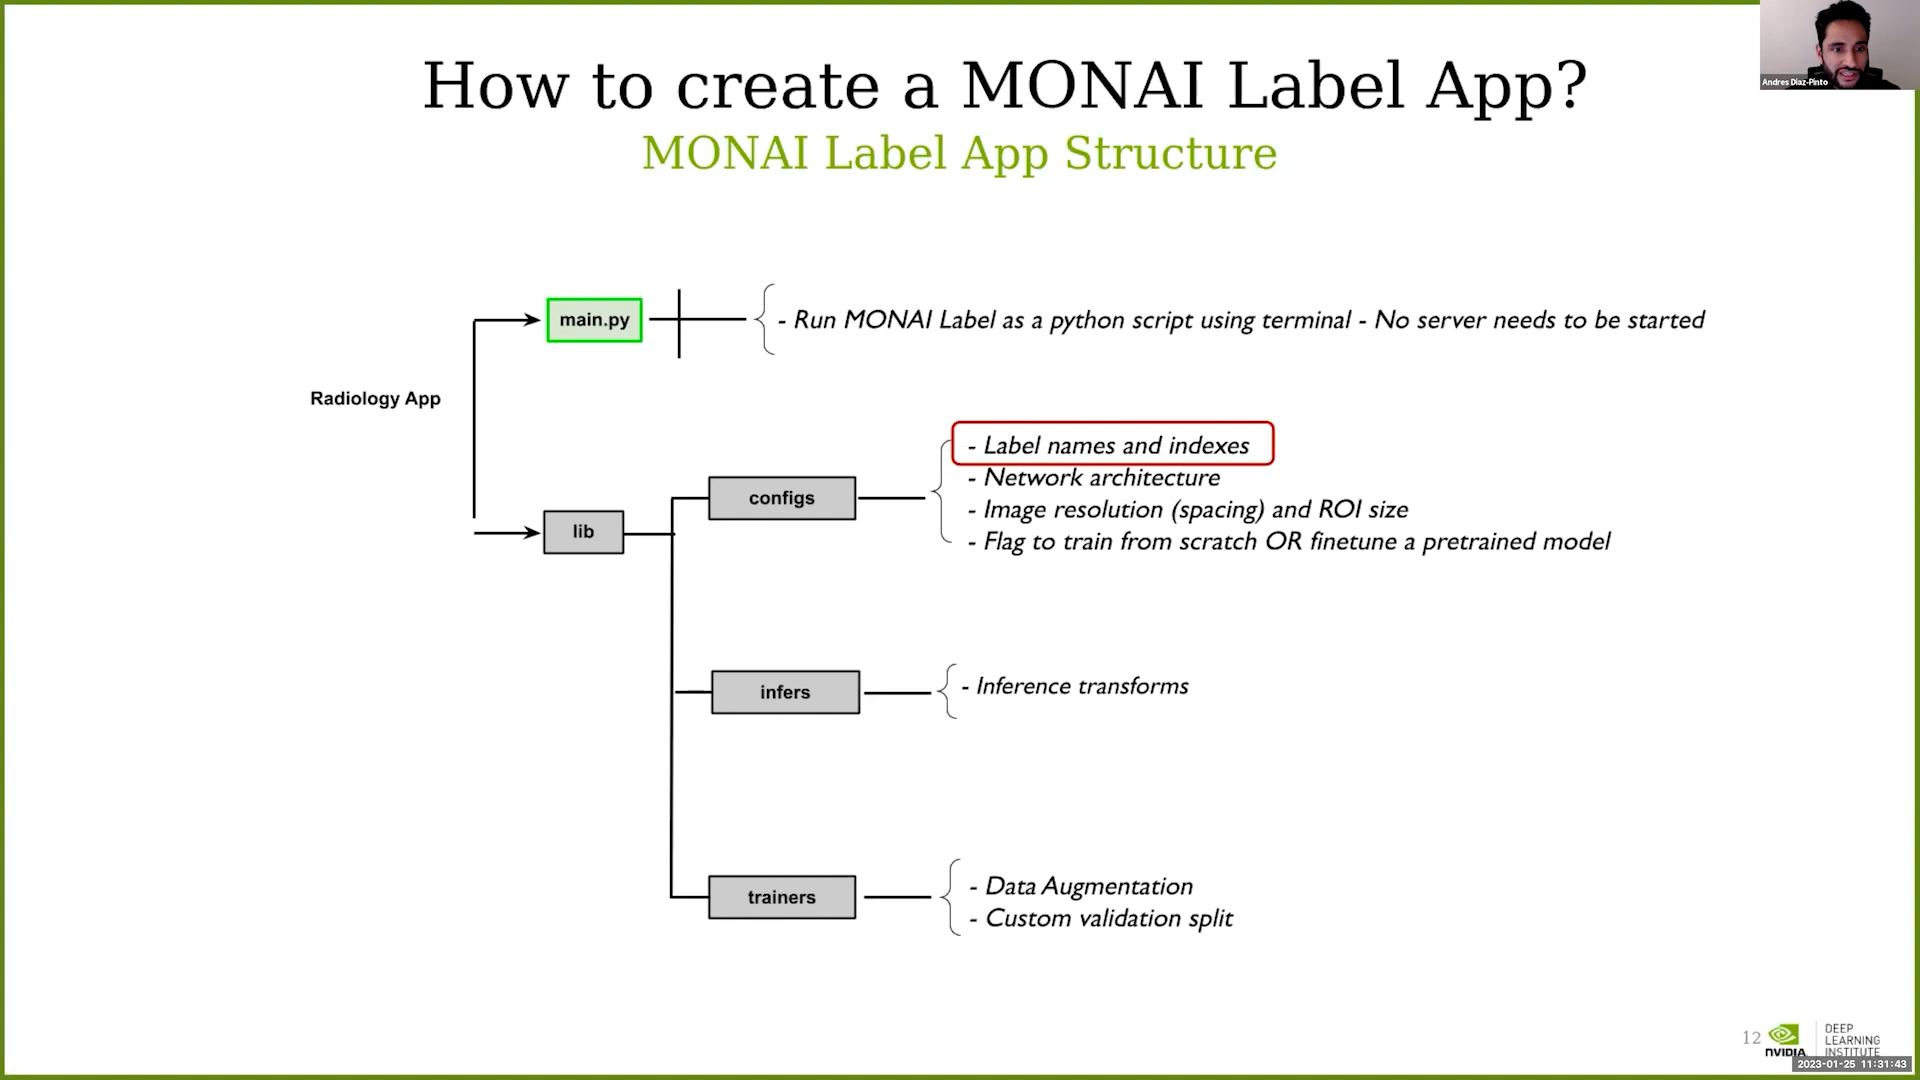 Andres Diaz-Pinto
How to create a MONAI Label App?
MONAI Label App Structure
main.py
- Run MONAI Label as a python script using terminal - No server needs to be started
Radiology App
- Label names and indexes
- Network architecture
configs
- Image resolution (spacing) and ROI size
lib
- Flag to train from scratch OR finetune a pretrained model
infers
- Inference transforms
trainers
- Data Augmentation
- Custom validation split
12
NVIDIA
DEEP
LEARNING
INSTITUTE
2023-01-25 11:31:43